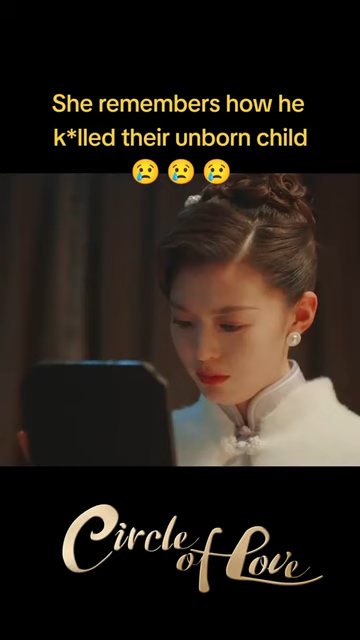 She remembers how he
k*lled their unborn child
😢 😢 😢
Circle
of Love